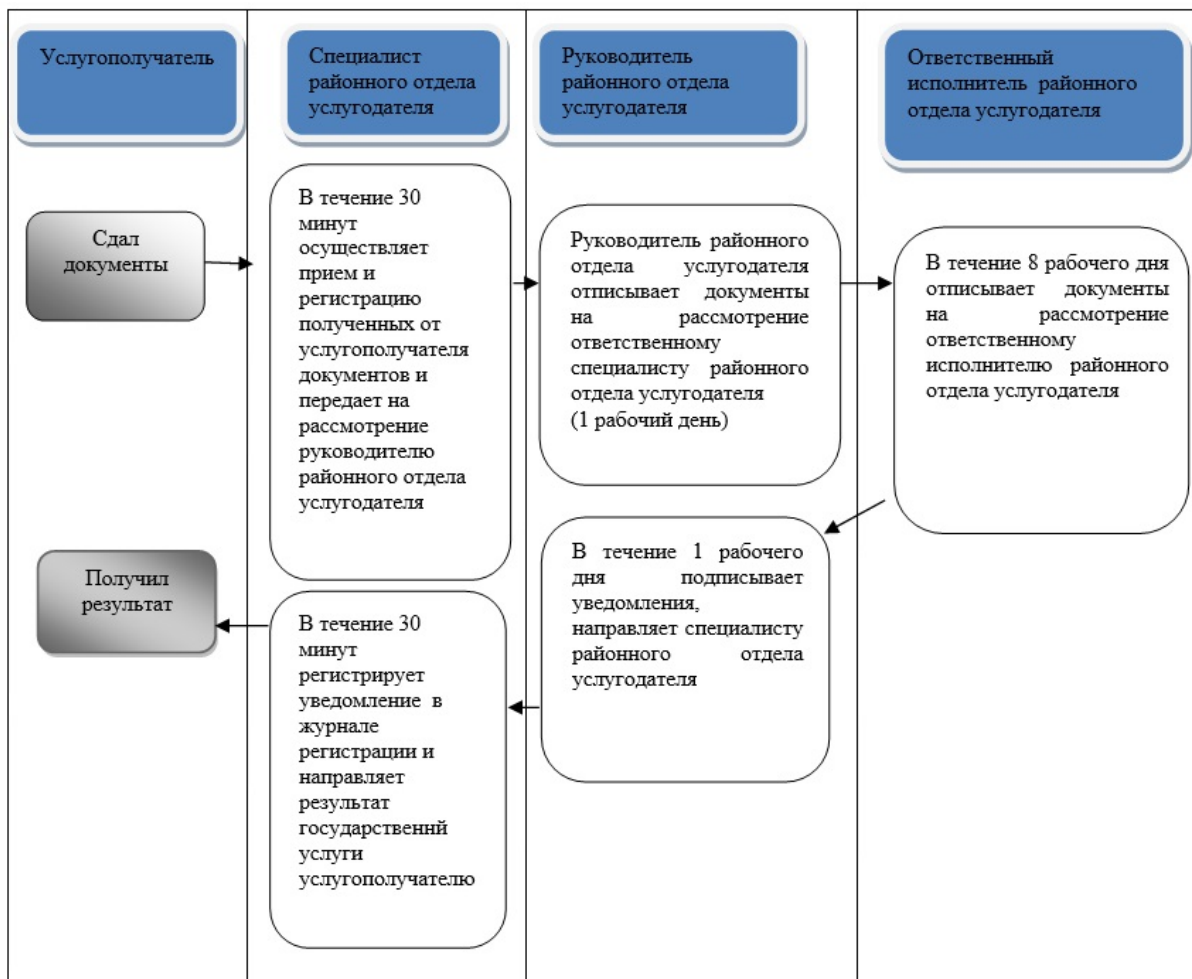 Услугополучатель
Специалист
районного отдела
услугодателя
Руководитель
районного отдела
услугодателя
Ответственный
исполнитель районного
отдела услугодателя
Сдал
документы
В течение 30
минут
осуществляет
прием и
регистрацию
полученных от
услугополучателя
документов и
передает на
рассмотрение
руководителю
районного отдела
услугодателя
Руководитель районного
отдела услугодателя
отписывает документы
на рассмотрение
ответственному
специалисту районного
отдела услугодателя
(1 рабочий день)
В течение 8 рабочего дня
отписывает документы
на рассмотрение
ответственному
исполнителю районного
отдела услугодателя
В течение 1 рабочего
дня подписывает
уведомления,
направляет специалисту
районного отдела
услугодателя
В течение 30
минут
регистрирует
уведомление в
журнале
регистрации и
направляет
результат
государственнй
услуги
услугополучателю
Получил
результат